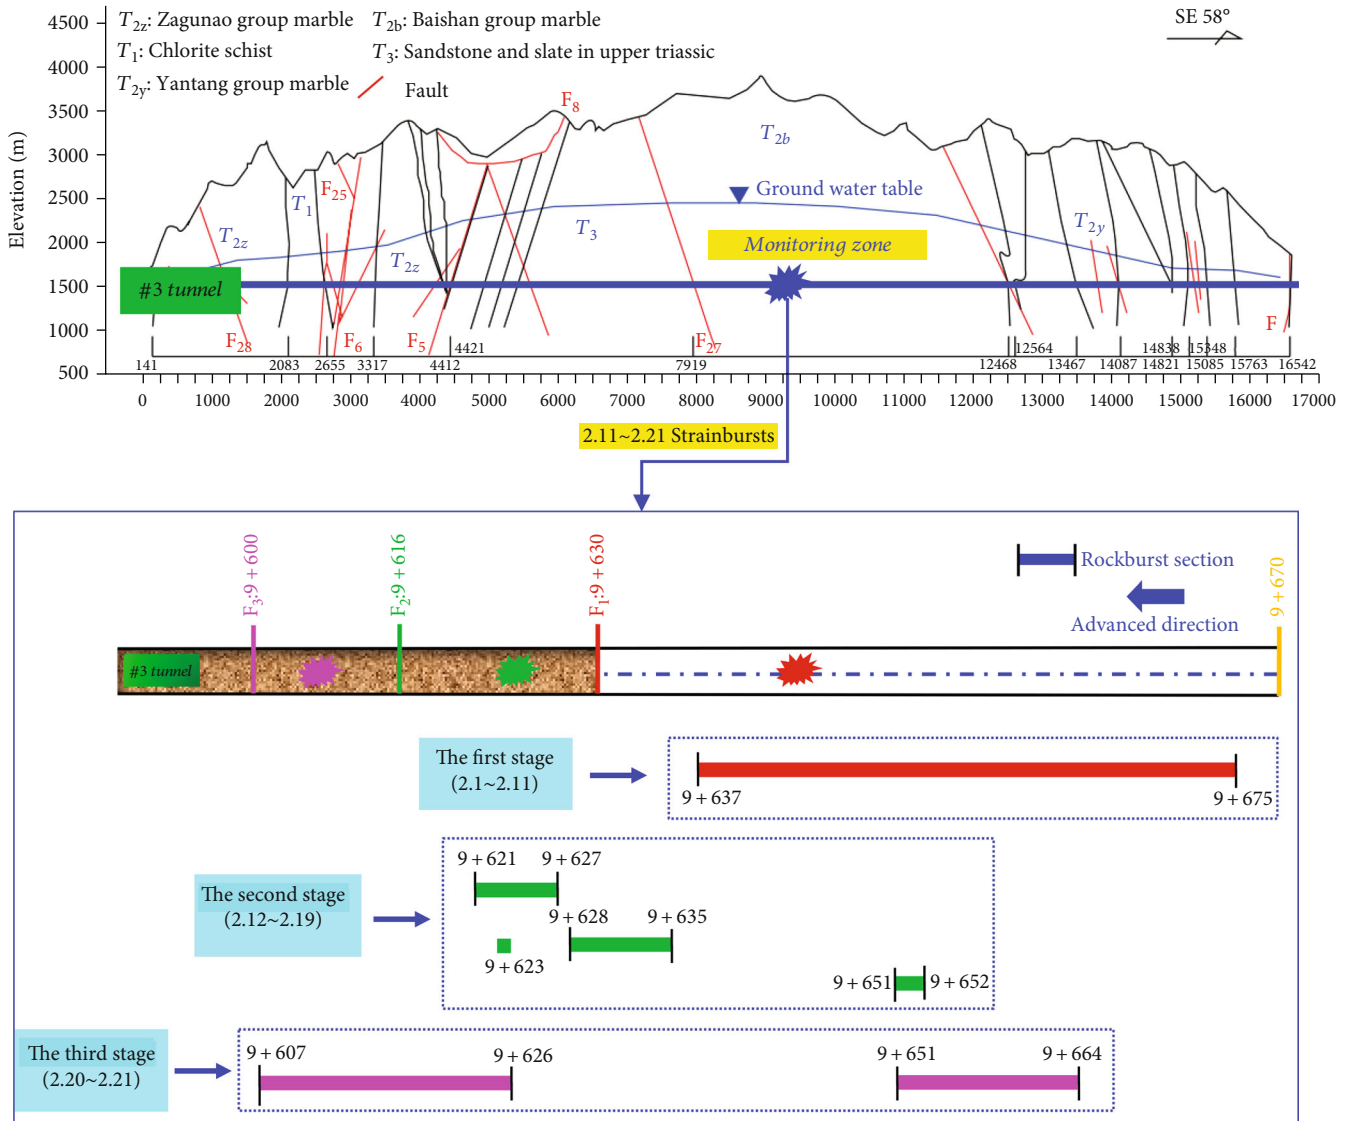 4500
4000
3500
3000
2500
2000
1500
1000
500
Elevation (m)
T2z: Zagunao group marble
T2b: Baishan group marble
T1: Chlorite schist
T3: Sandstone and slate in upper triassic
T2y: Yantang group marble
Fault
SE 58°
F8
T2b
F25
T1
Ground water table
T2z
T3
T2y
Monitoring zone
T2z
#3 tunnel
F28
F6
F5
F27
F
4421
12564
14838
15348
141
2083
2655
3317
4412
7919
12468
13467
14087
14821
15085
15763
16542
0
1000
2000
3000
4000
5000
6000
7000
8000
9000
10000
11000
12000
13000
14000
15000
16000
17000
2.11~2.21 Strainbursts
F3:9 + 600
F2:9 + 616
F1:9 + 630
9 + 670
Rockburst section
Advanced direction
#3 tunnel
The first stage
(2.1~2.11)
9 + 637
9 + 675
The second stage
(2.12~2.19)
9 + 621
9 + 627
9 + 628
9 + 635
9 + 623
9 + 651
9 + 652
The third stage
(2.20~2.21)
9 + 607
9 + 626
9 + 651
9 + 664